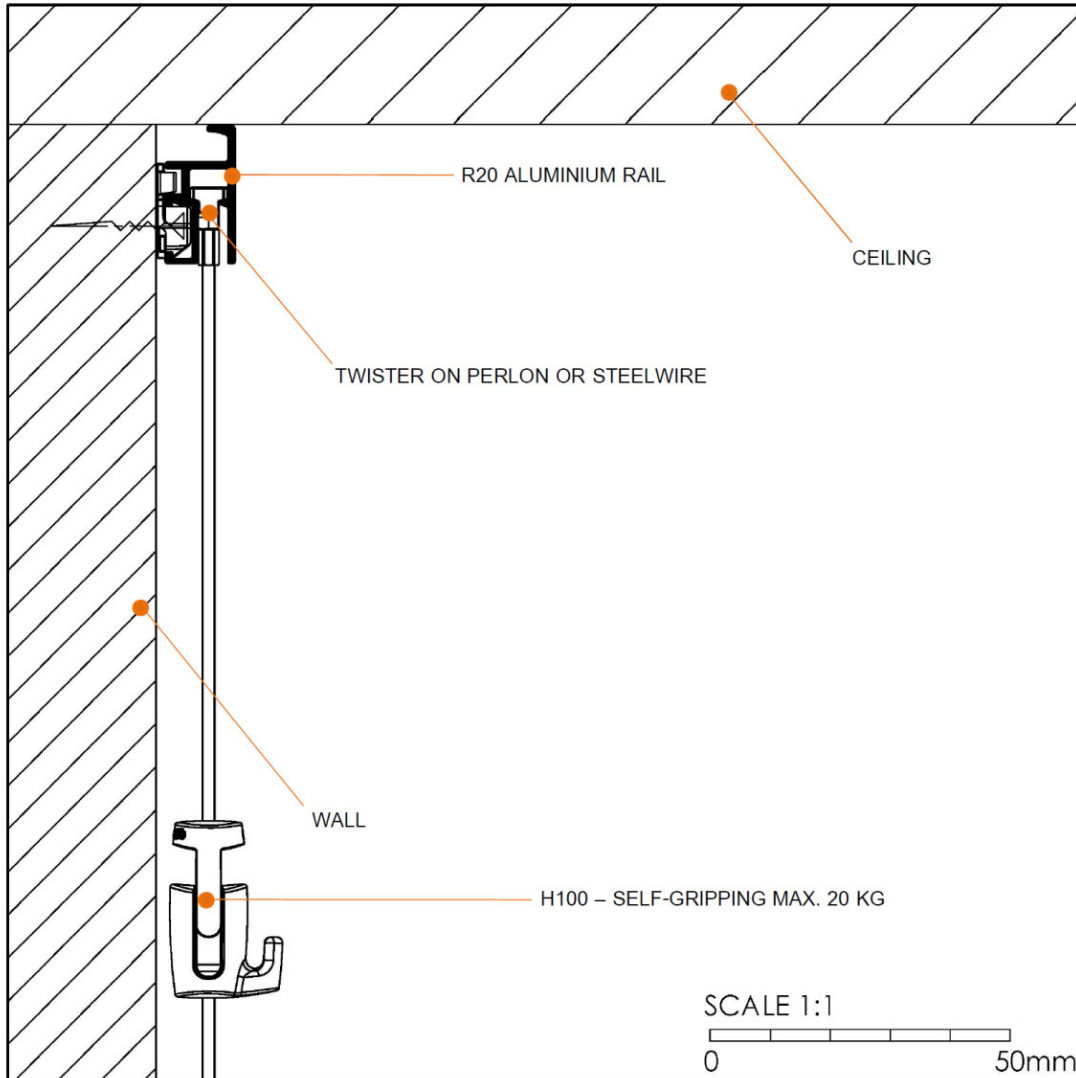 R20 ALUMINIUM RAIL
CEILING
TWISTER ON PERLON OR STEELWIRE
WALL
H100 – SELF-GRIPPING MAX. 20 KG
SCALE 1:1
0 50mm